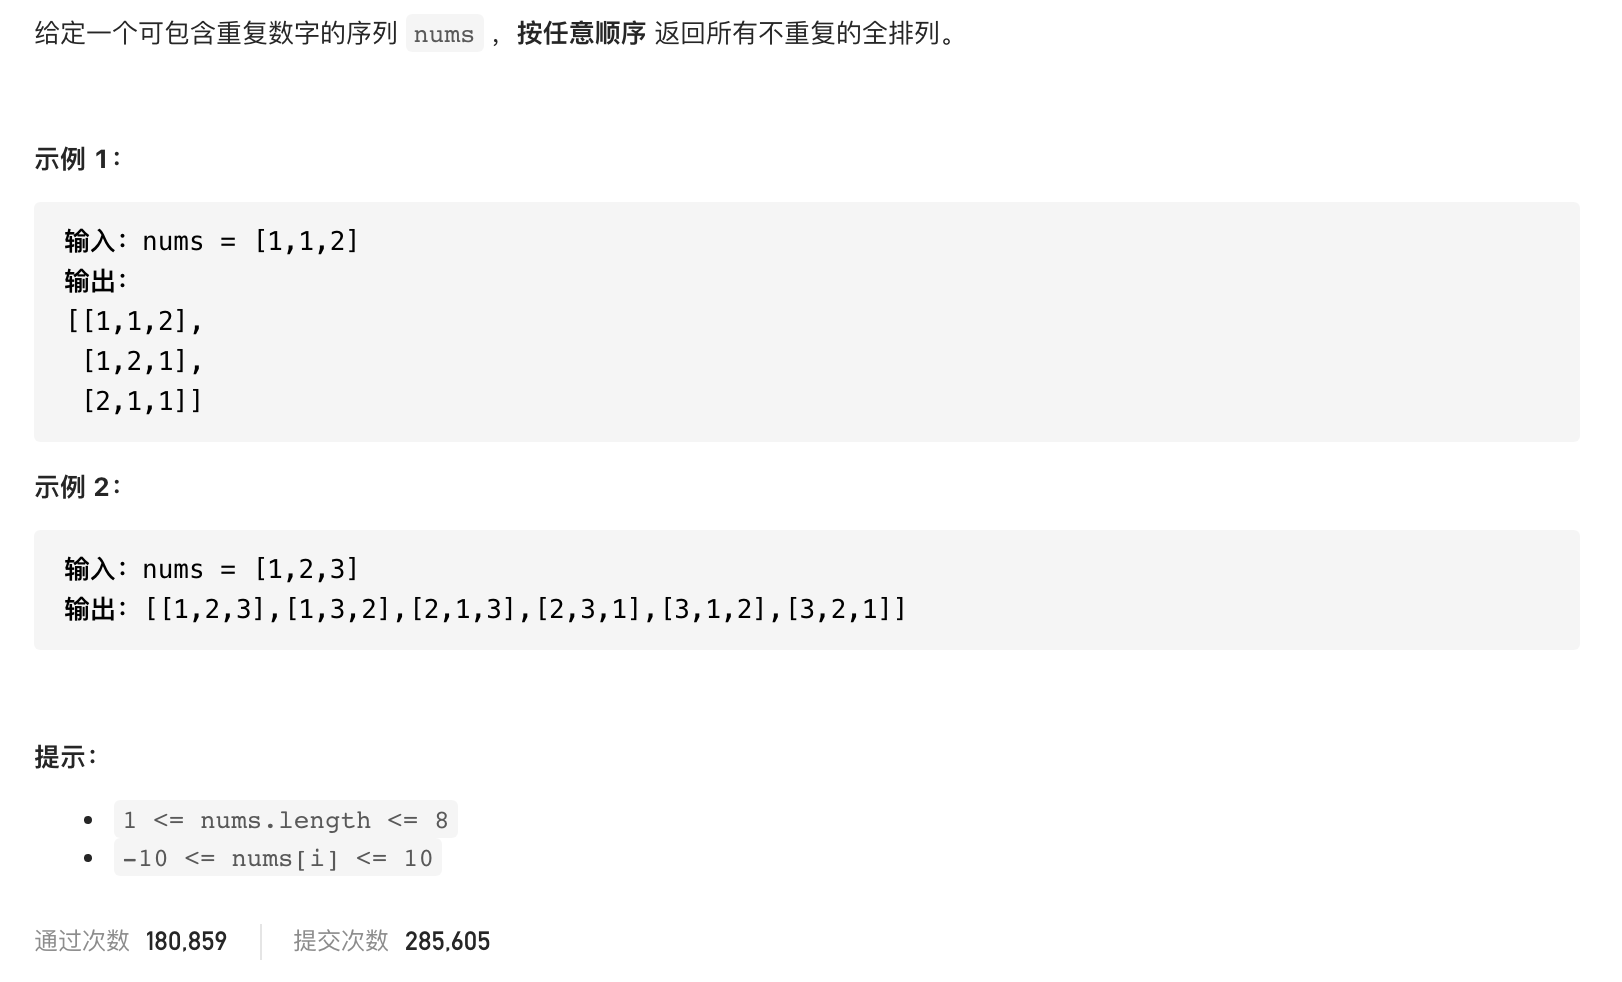 给定一个可包含重复数字的序列 nums ，按任意顺序 返回所有不重复的全排列。
示例 1：
输入：nums = [1,1,2]
输出：
[[1,1,2],
 [1,2,1],
 [2,1,1]]
示例 2：
输入：nums = [1,2,3]
输出：[[1,2,3],[1,3,2],[2,1,3],[2,3,1],[3,1,2],[3,2,1]]
提示：
• 1 <= nums.length <= 8
• -10 <= nums[i] <= 10
通过次数 180,859 提交次数 285,605